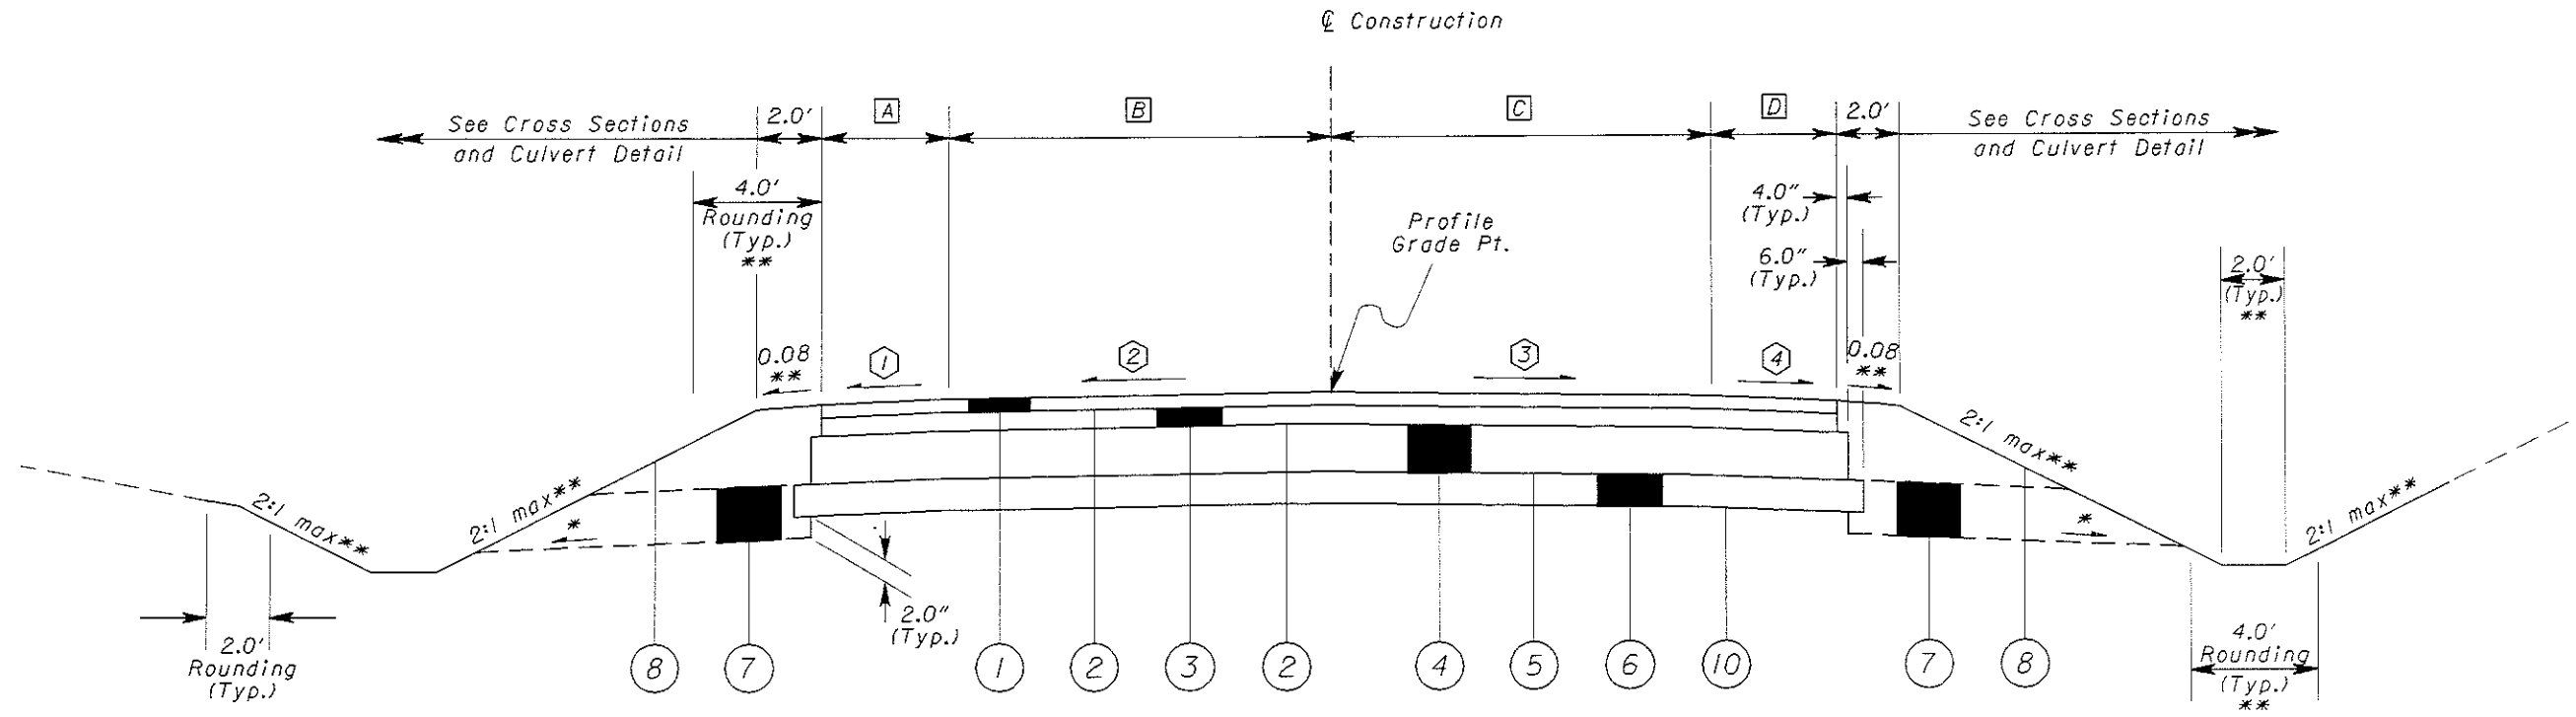 ℄ Construction
See Cross Sections
and Culvert Detail
2.0'
A
B
C
D
2.0'
See Cross Sections
and Culvert Detail
4.0'
Rounding
(Typ.)
**
4.0"
(Typ.)
6.0"
(Typ.)
Profile
Grade Pt.
2.0'
(Typ.)
**
0.08
**
1
2
3
4
0.08
**
2:1 max**
2:1 max**
*
2:1 max**
*
2:1 max**
2.0"
(Typ.)
2.0'
Rounding
(Typ.)
8
7
1
2
3
2
4
5
6
10
7
8
4.0'
Rounding
(Typ.)
**